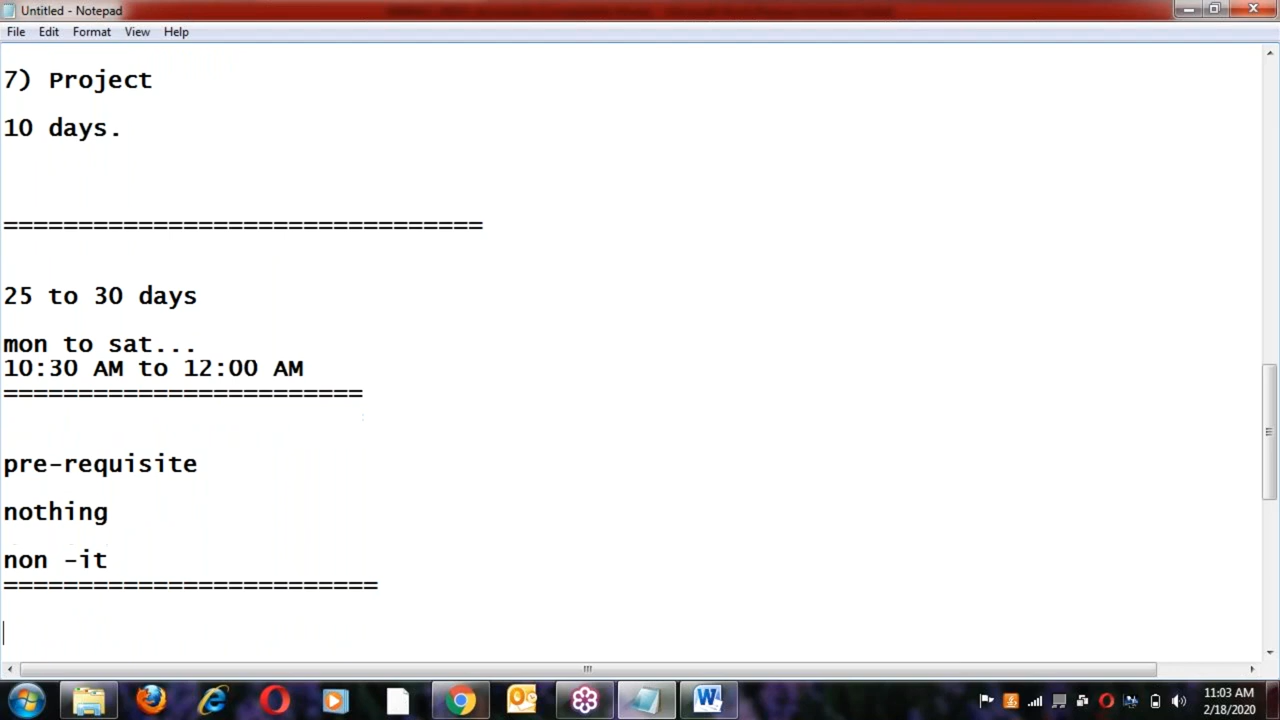 Untitled - Notepad
File Edit Format View Help
7) Project
10 days.
================================
25 to 30 days
mon to sat...
10:30 AM to 12:00 AM
========================
pre-requisite
nothing
non -it
=========================
11:03 AM
2/18/2020